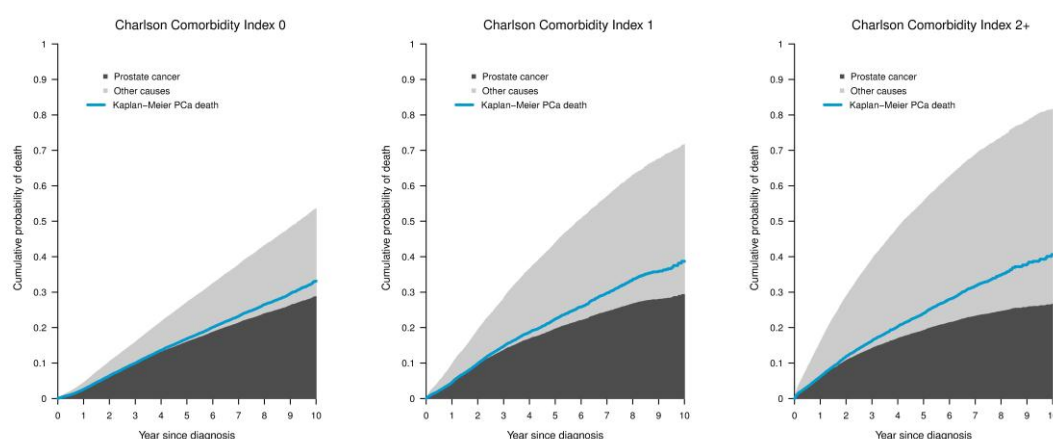 Charlson Comorbidity Index 0
1
0.9
0.8
0.7
0.6
0.5
0.4
0.3
0.2
0.1
0
Cumulative probability of death
Prostate cancer
Other causes
Kaplan−Meier PCa death
0 1 2 3 4 5 6 7 8 9 10
Year since diagnosis
Charlson Comorbidity Index 1
1
0.9
0.8
0.7
0.6
0.5
0.4
0.3
0.2
0.1
0
Cumulative probability of death
Prostate cancer
Other causes
Kaplan−Meier PCa death
0 1 2 3 4 5 6 7 8 9 10
Year since diagnosis
Charlson Comorbidity Index 2+
1
0.9
0.8
0.7
0.6
0.5
0.4
0.3
0.2
0.1
0
Cumulative probability of death
Prostate cancer
Other causes
Kaplan−Meier PCa death
0 1 2 3 4 5 6 7 8 9 10
Year since diagnosis